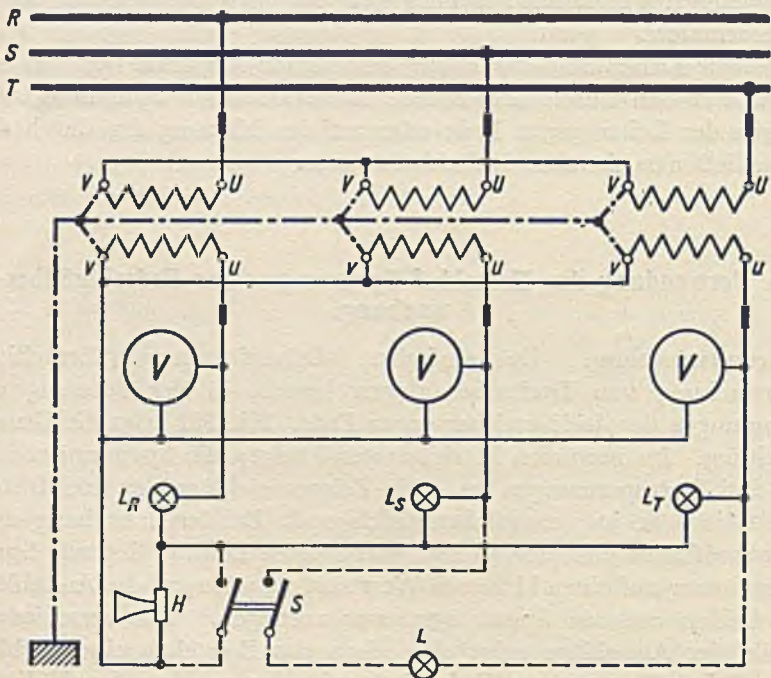 R
S
T
V U V U V U
v u v u v u
V V V
L_R L_S L_T
H S L